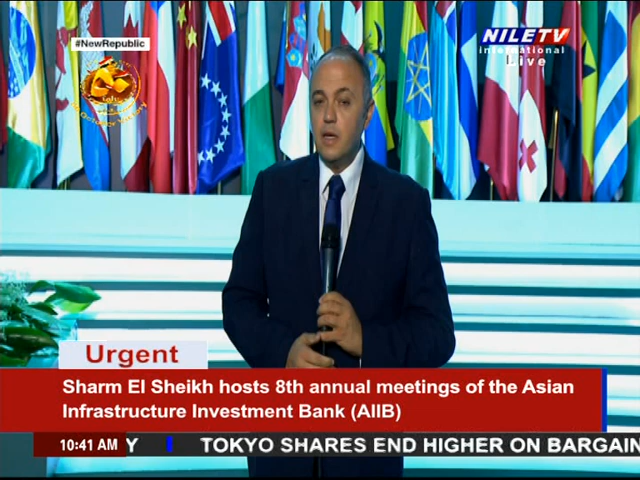 #NewRepublic
NILETV
international
Live
Urgent
Sharm El Sheikh hosts 8th annual meetings of the Asian
Infrastructure Investment Bank (AIIB)
10:41 AM Y TOKYO SHARES END HIGHER ON BARGAIN